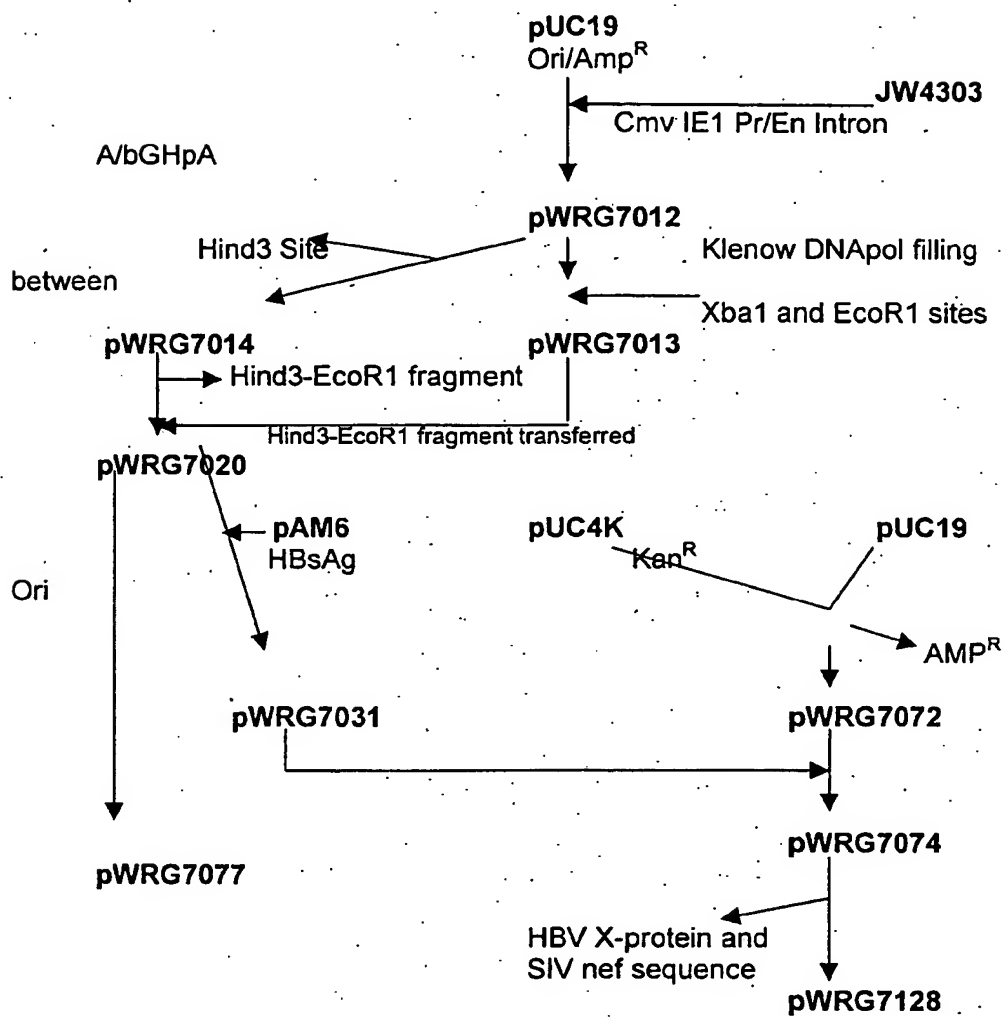 pUC19
Ori/Amp^R
JW4303
Cmv IE1 Pr/En Intron
A/bGHpA
pWRG7012
Hind3 Site
Klenow DNApol filling
between
Xba1 and EcoR1 sites
pWRG7014
pWRG7013
Hind3-EcoR1 fragment
Hind3-EcoR1 fragment transferred
pWRG7020
pAM6
pUC4K
pUC19
HBsAg
Kan^R
Ori
AMP^R
pWRG7031
pWRG7072
pWRG7074
pWRG7077
HBV X-protein and
SIV nef sequence
pWRG7128